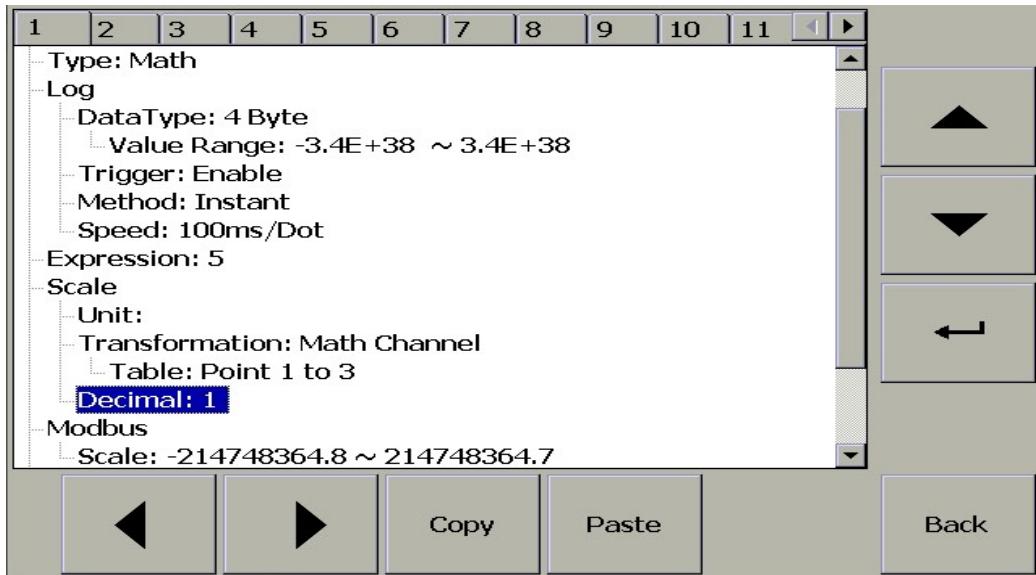 1 2 3 4 5 6 7 8 9 10 11
Type: Math
Log
DataType: 4 Byte
Value Range: -3.4E+38 ~ 3.4E+38
Trigger: Enable
Method: Instant
Speed: 100ms/Dot
Expression: 5
Scale
Unit:
Transformation: Math Channel
Table: Point 1 to 3
Decimal: 1
Modbus
Scale: -214748364.8 ~ 214748364.7
Copy Paste Back